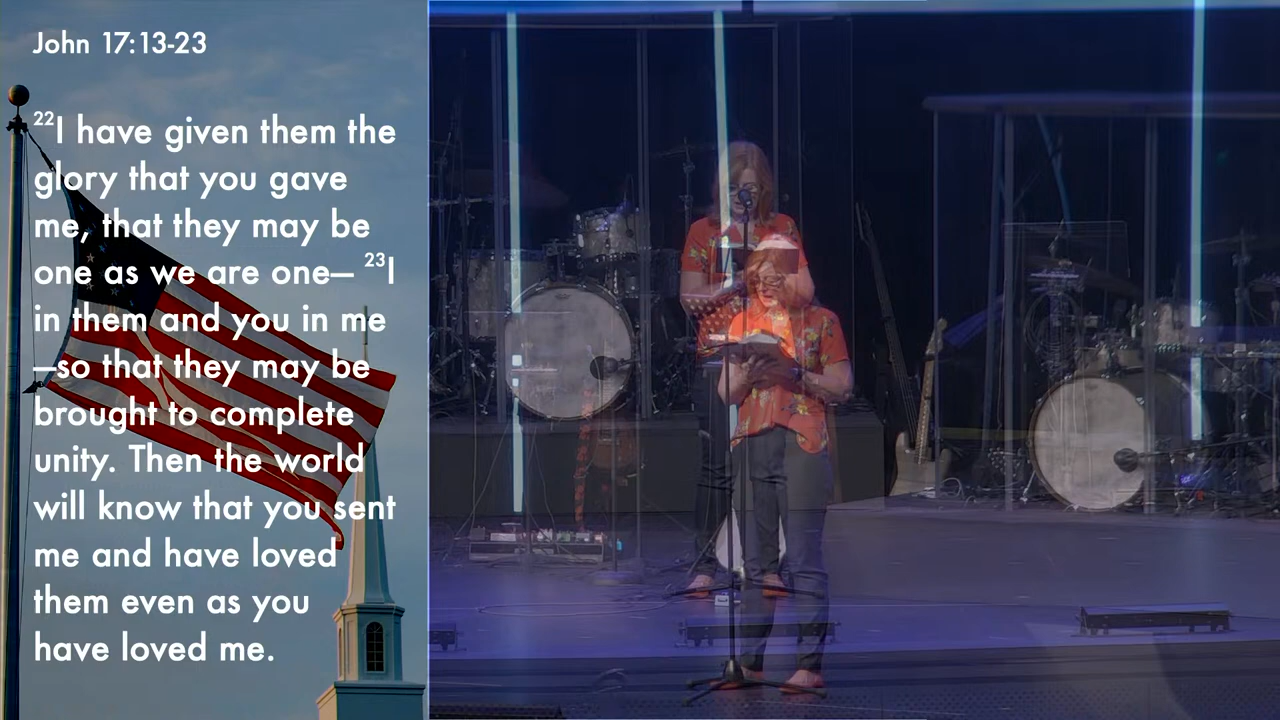 John 17:13-23
²²I have given them the
glory that you gave
me, that they may be
one as we are one— ²³I
in them and you in me
—so that they may be
brought to complete
unity. Then the world
will know that you sent
me and have loved
them even as you
have loved me.